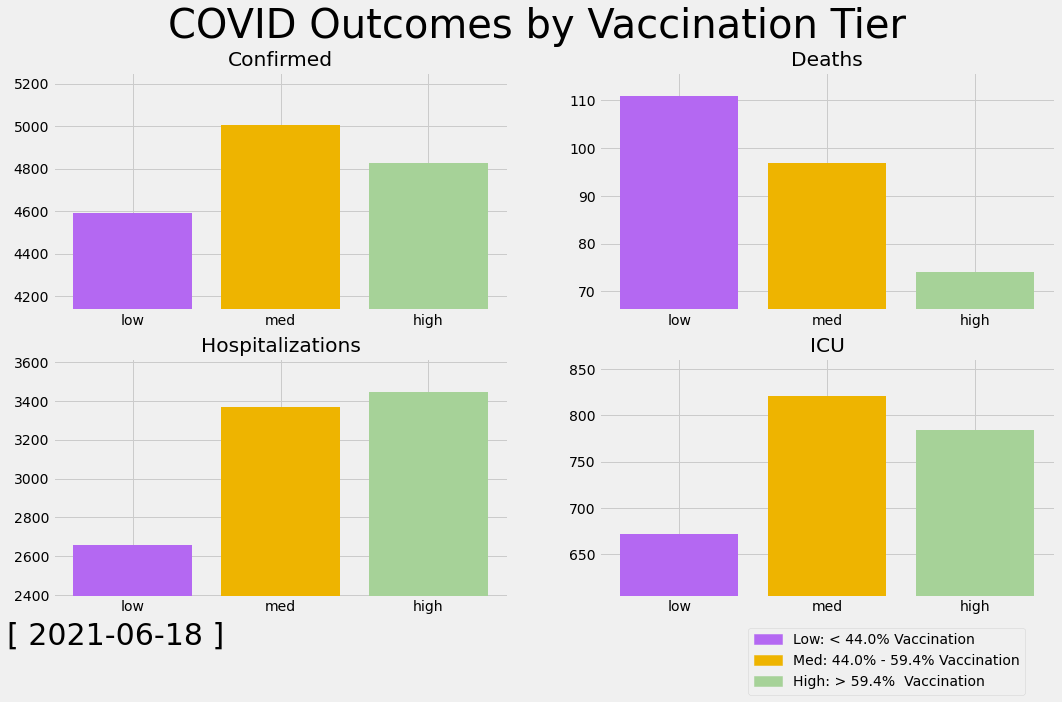 COVID Outcomes by Vaccination Tier
Confirmed
5200
5000
4800
4600
4400
4200
low med high
Deaths
110
100
90
80
70
low med high
Hospitalizations
3600
3400
3200
3000
2800
2600
2400
low med high
ICU
850
800
750
700
650
low med high
[ 2021-06-18 ]
Low: < 44.0% Vaccination
Med: 44.0% - 59.4% Vaccination
High: > 59.4%  Vaccination